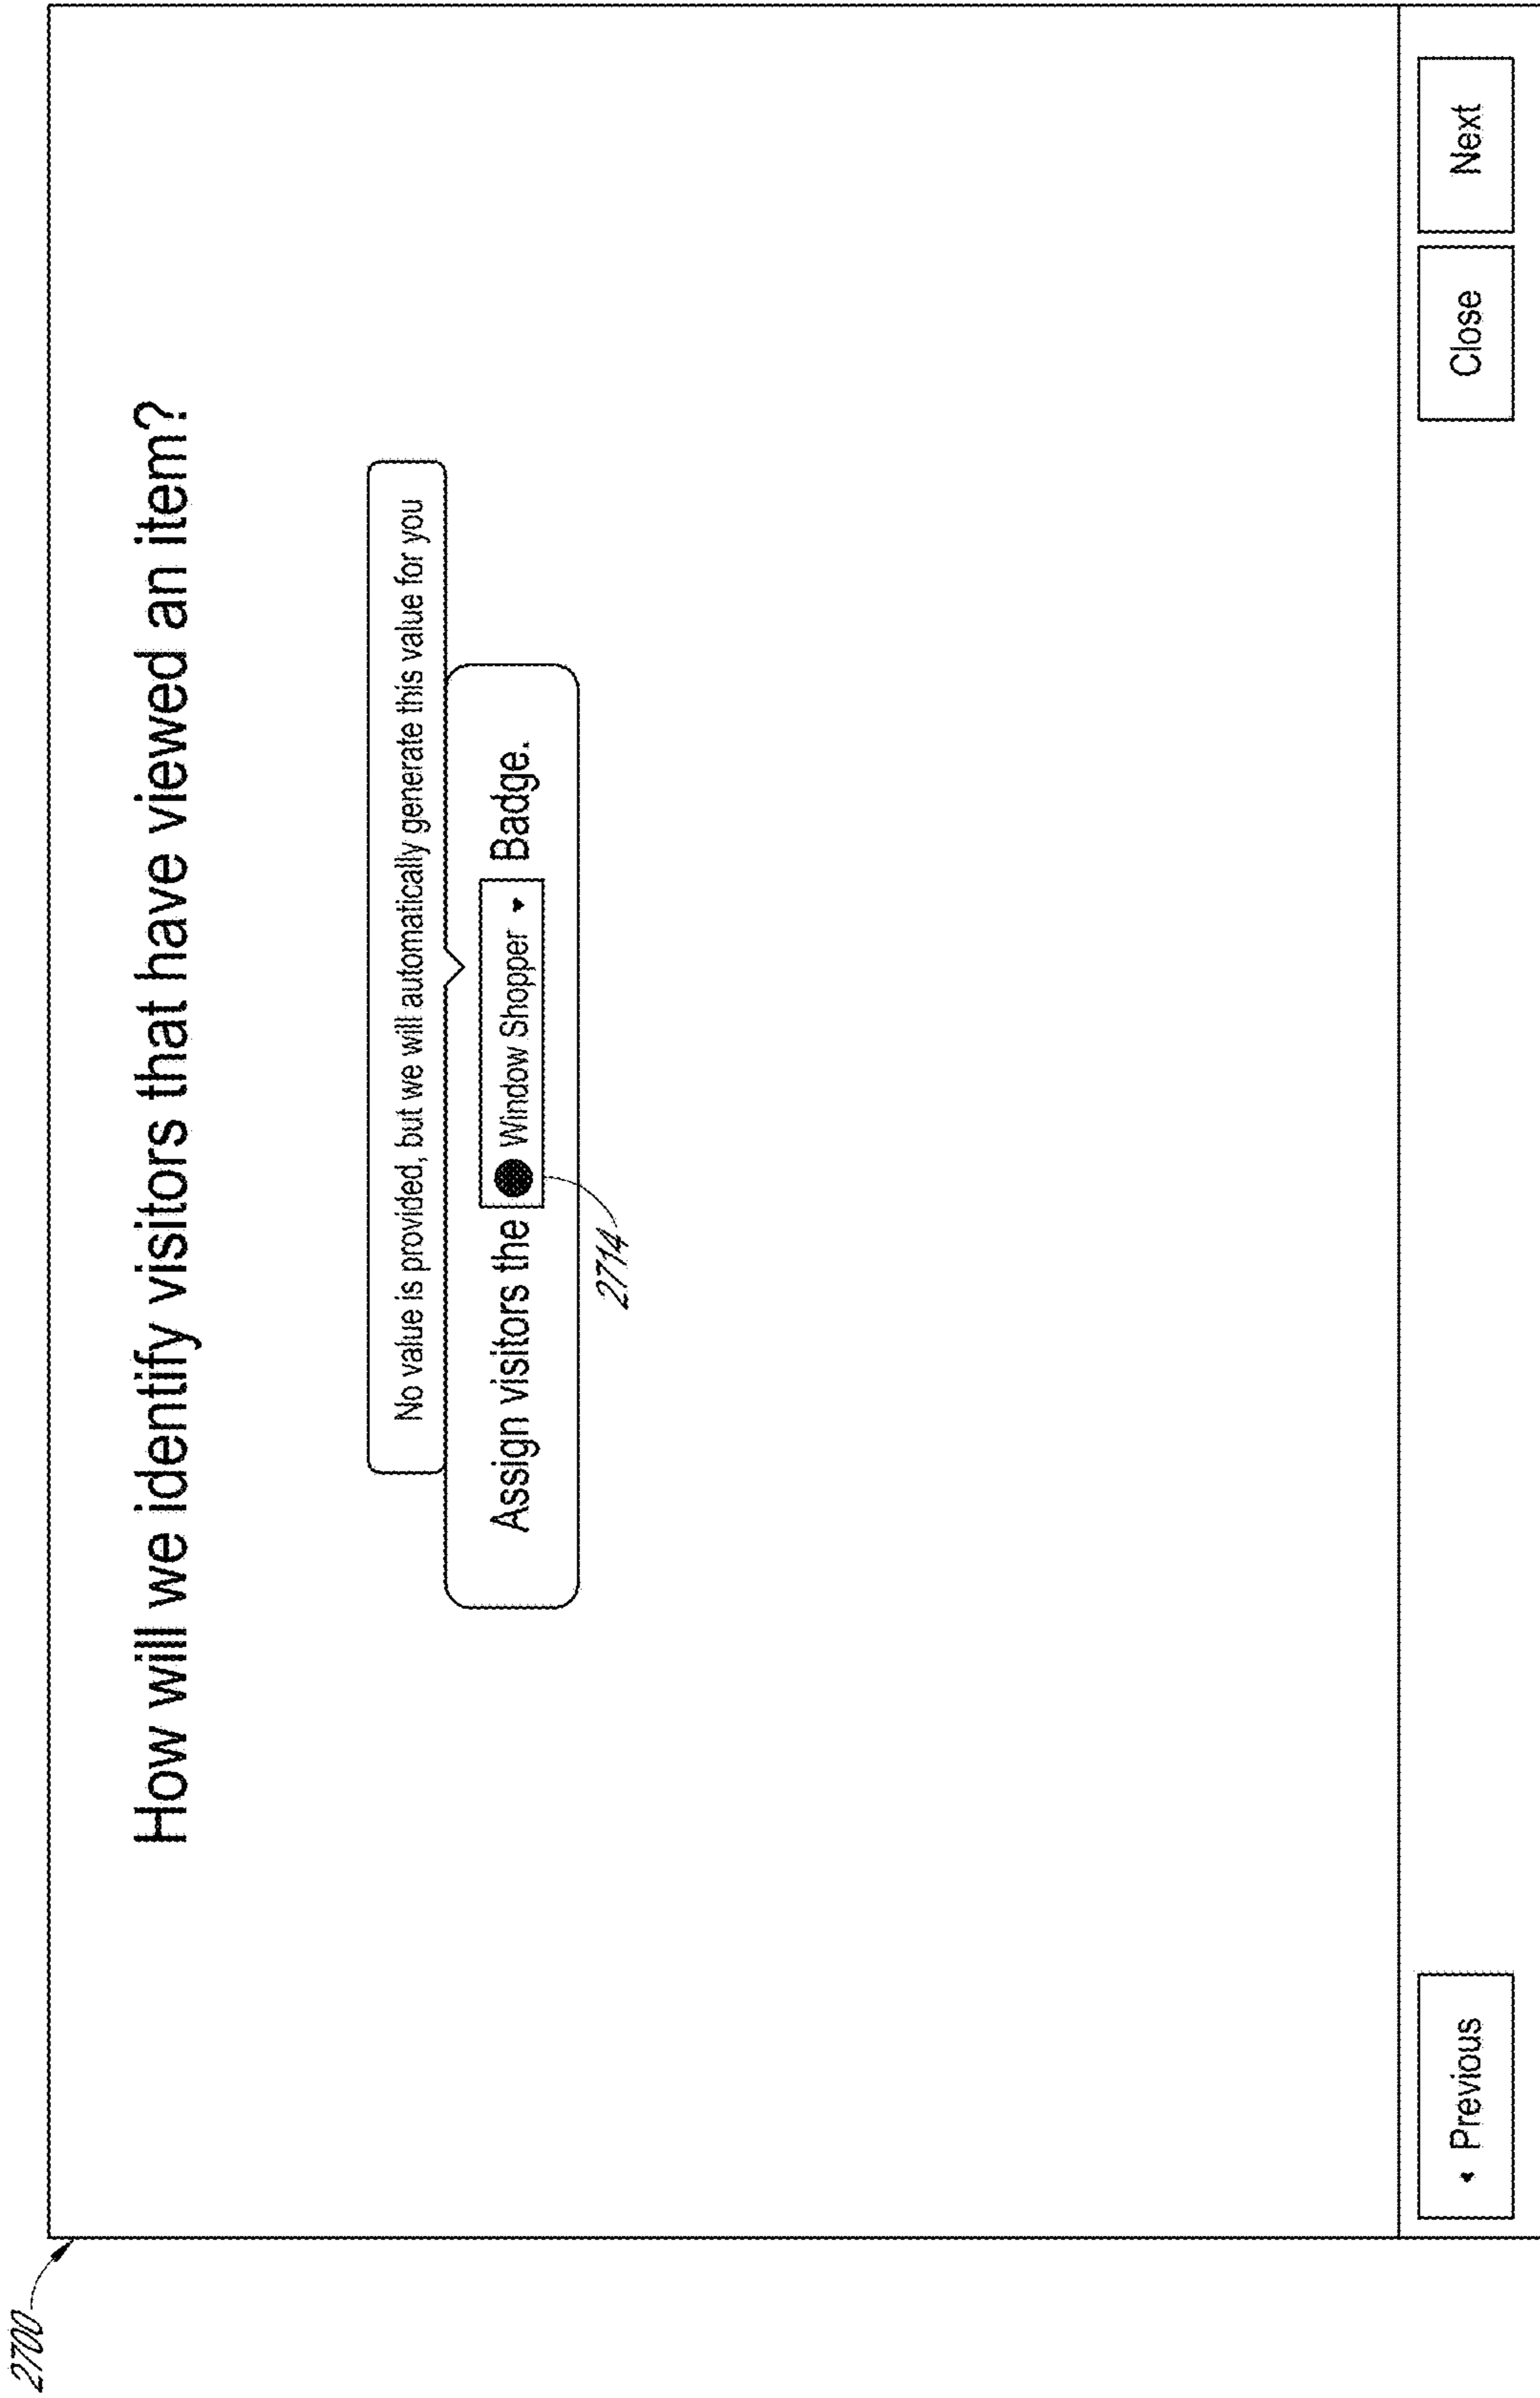 2700
How will we identify visitors that have viewed an item?
No value is provided, but we will automatically generate this value for you
Assign visitors the Window Shopper Badge.
2714
Previous
Close
Next